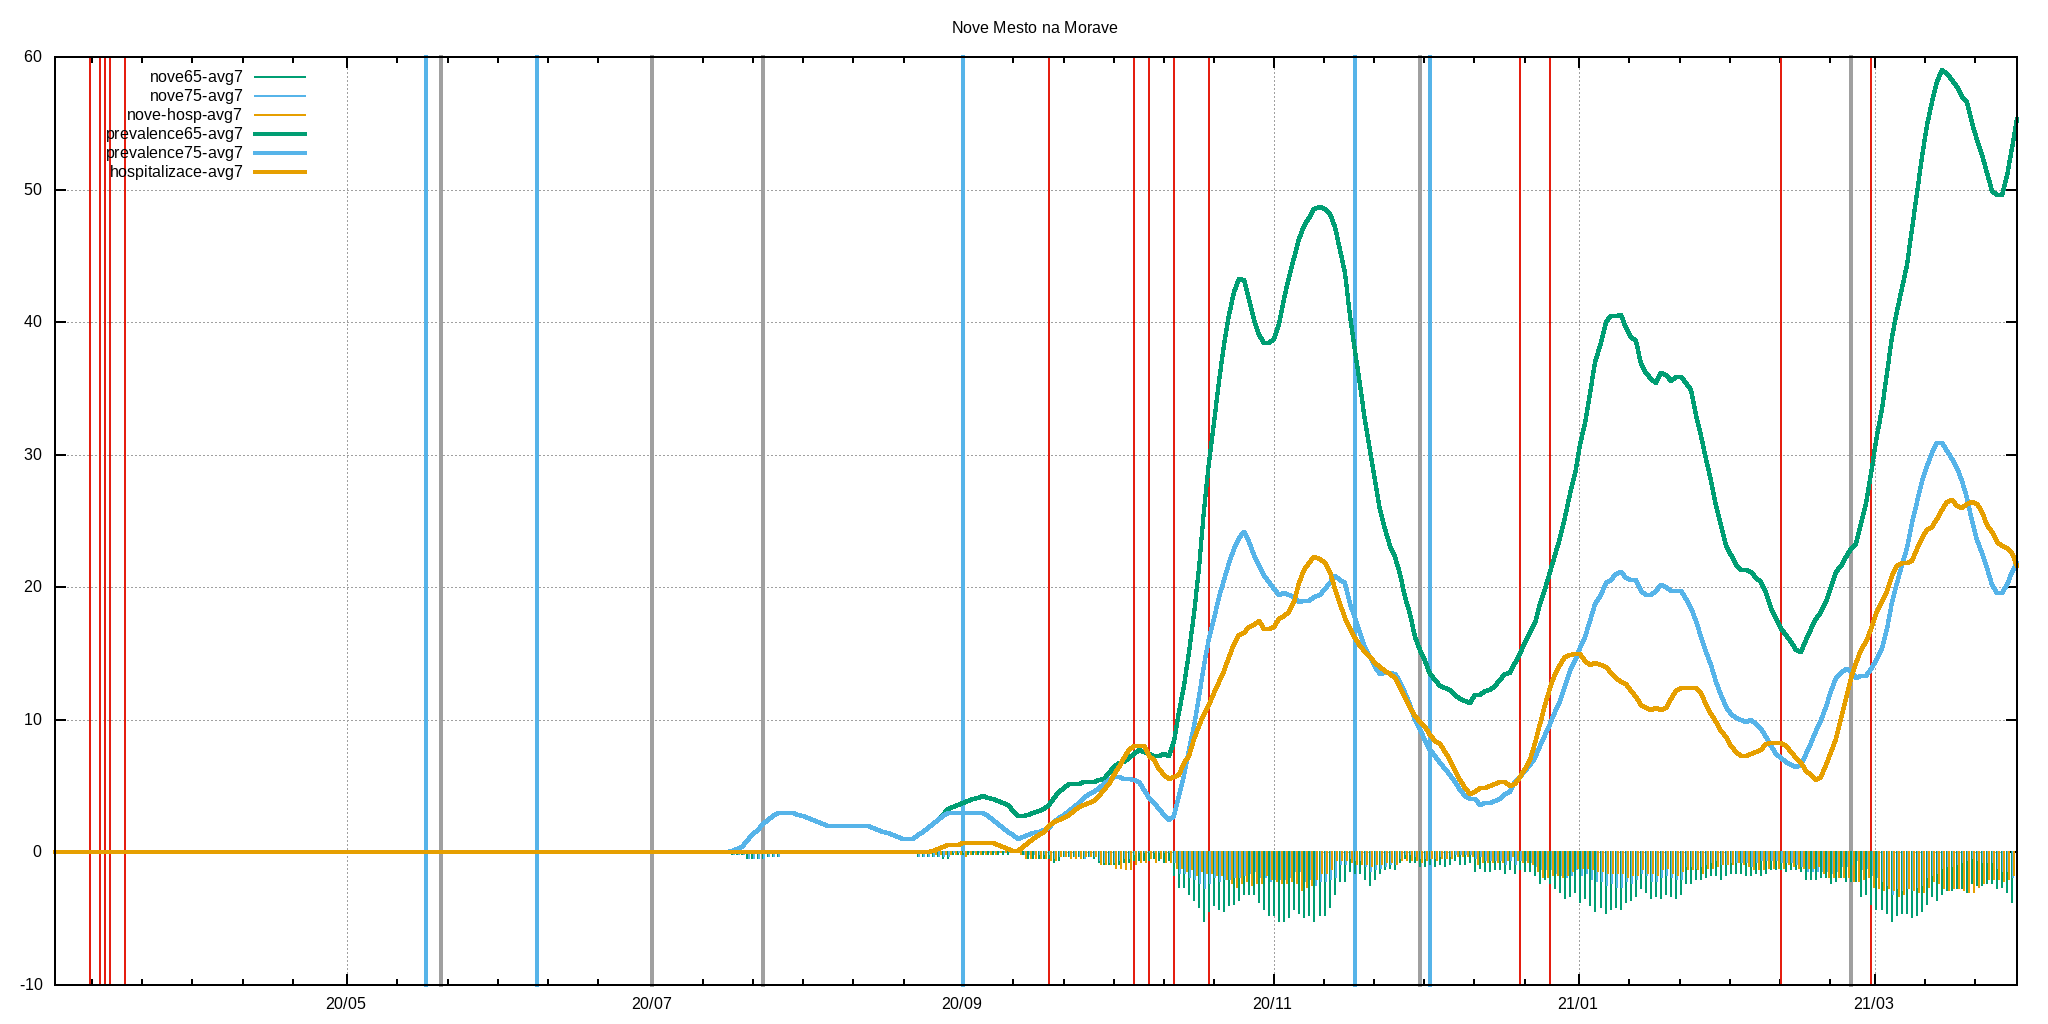 Nove Mesto na Morave
60
50
40
30
20
10
0
-10
nove65-avg7
nove75-avg7
nove-hosp-avg7
prevalence65-avg7
prevalence75-avg7
hospitalizace-avg7
20/05
20/07
20/09
20/11
21/01
21/03